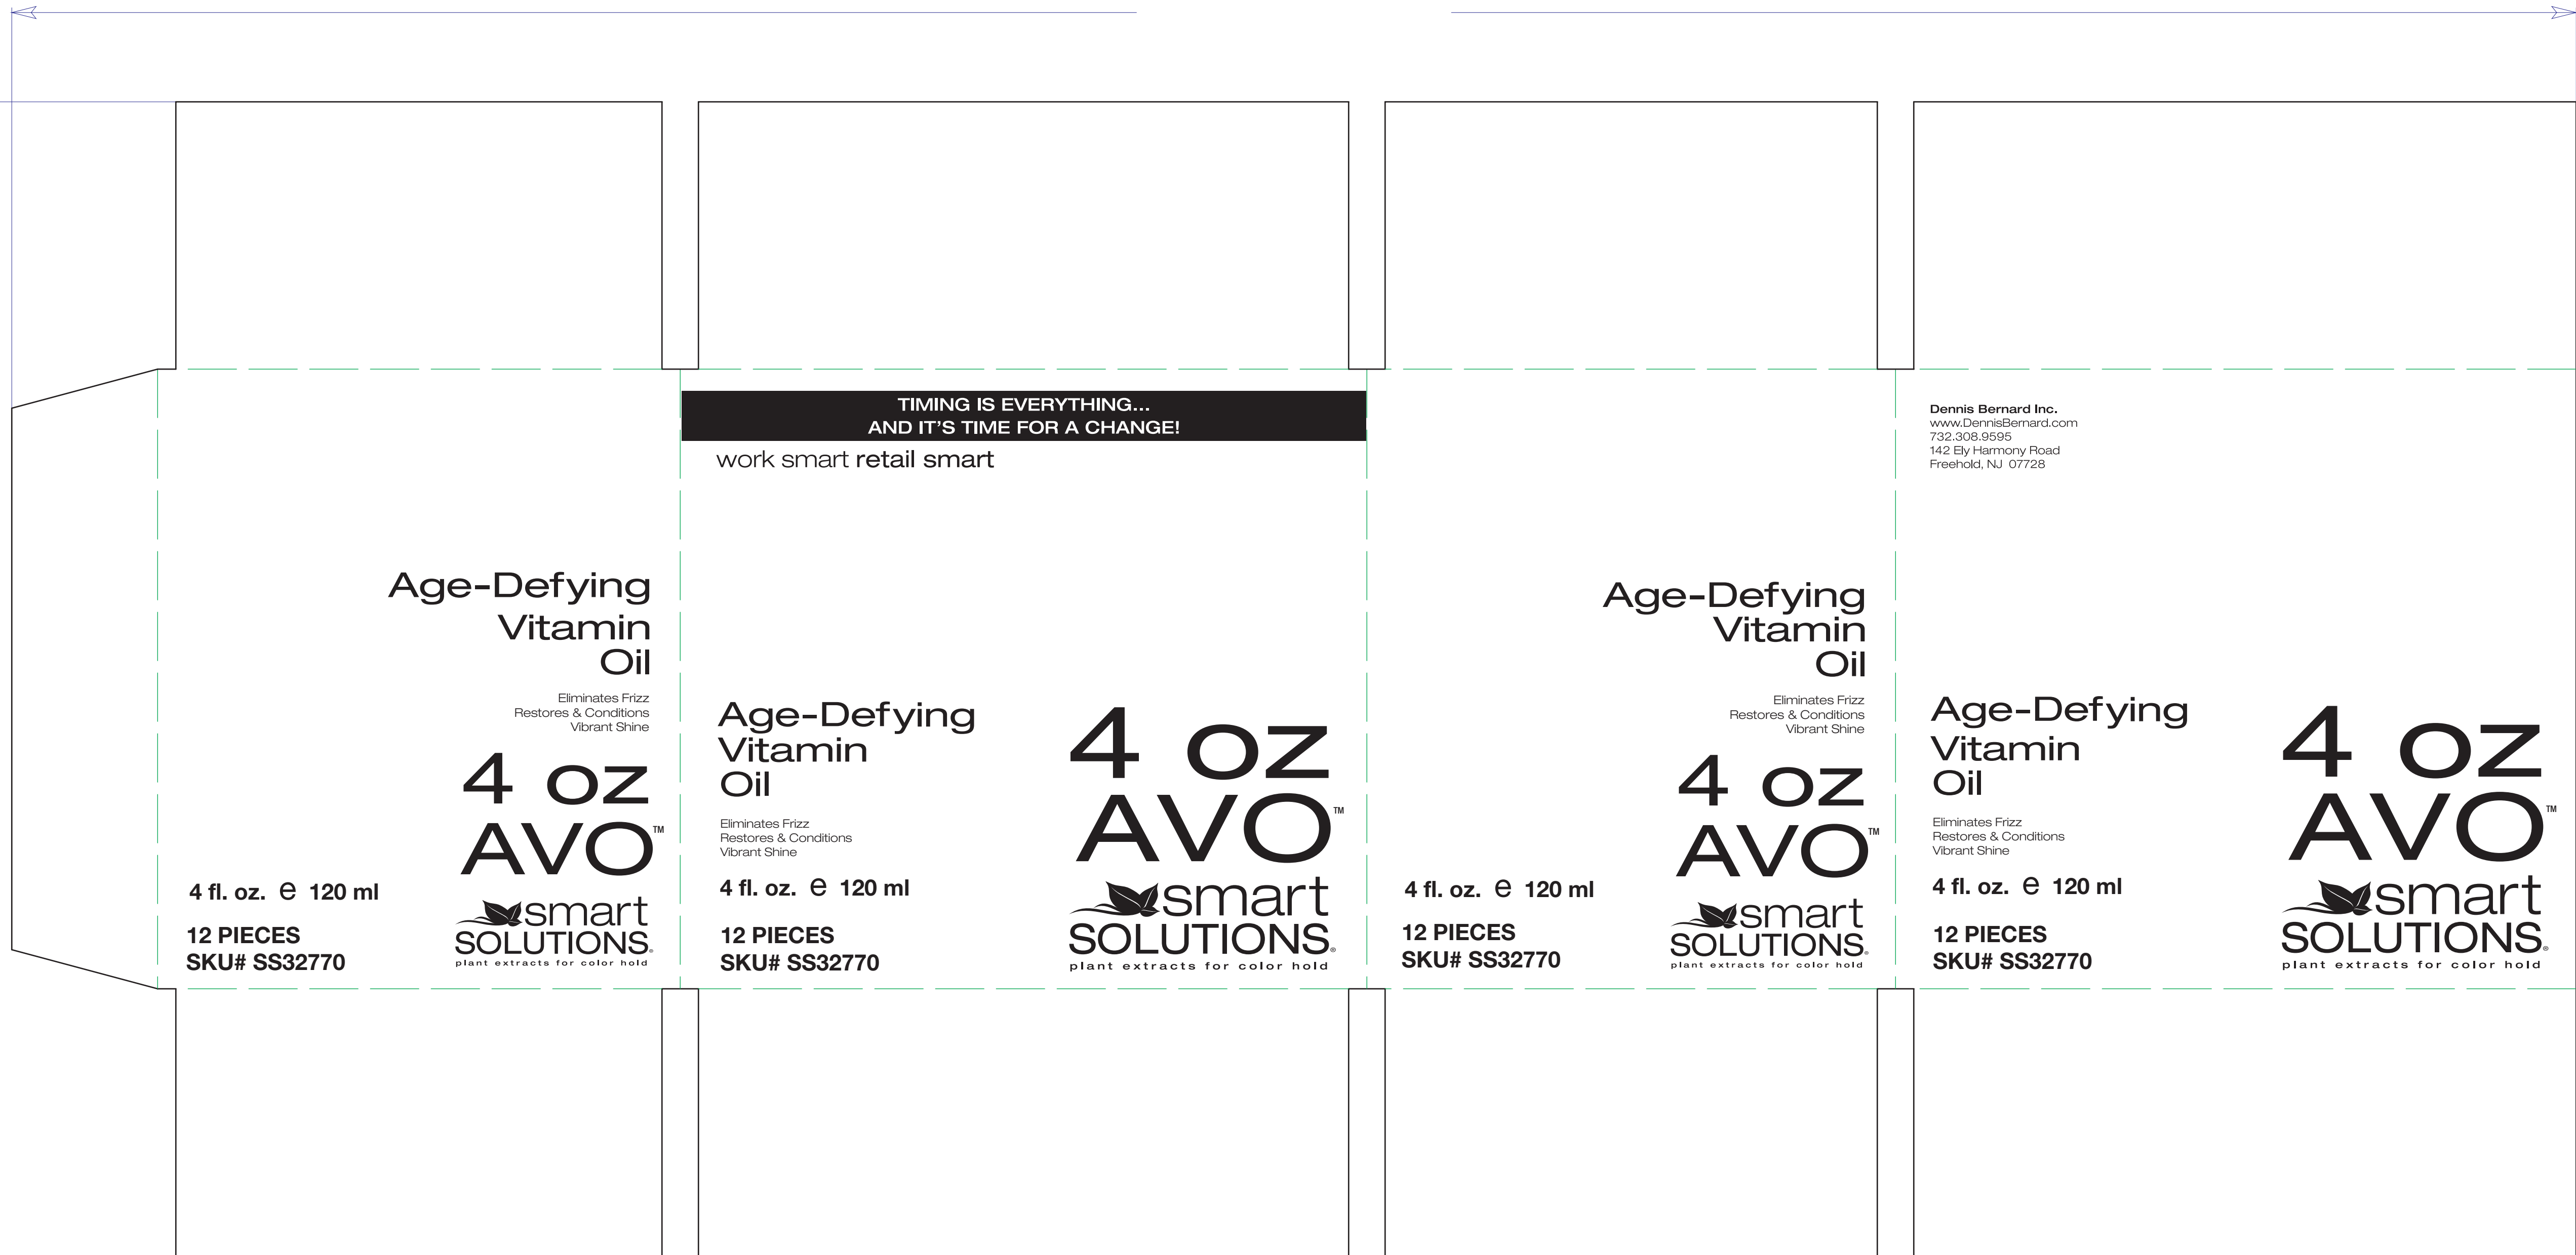 Age-Defying
Vitamin
Oil
Eliminates Frizz
Restores & Conditions
Vibrant Shine
4 oz
AVO™
4 fl. oz. e 120 ml
12 PIECES
SKU# SS32770
smart
SOLUTIONS®
plant extracts for color hold
TIMING IS EVERYTHING...
AND IT'S TIME FOR A CHANGE!
work smart retail smart
Age-Defying
Vitamin
Oil
Eliminates Frizz
Restores & Conditions
Vibrant Shine
4 fl. oz. e 120 ml
12 PIECES
SKU# SS32770
4 oz
AVO™
smart
SOLUTIONS®
plant extracts for color hold
Age-Defying
Vitamin
Oil
Eliminates Frizz
Restores & Conditions
Vibrant Shine
4 oz
AVO™
4 fl. oz. e 120 ml
12 PIECES
SKU# SS32770
smart
SOLUTIONS®
plant extracts for color hold
Dennis Bernard Inc.
www.DennisBernard.com
732.308.9595
142 Ely Harmony Road
Freehold, NJ 07728
Age-Defying
Vitamin
Oil
Eliminates Frizz
Restores & Conditions
Vibrant Shine
4 fl. oz. e 120 ml
12 PIECES
SKU# SS32770
4 oz
AVO™
smart
SOLUTIONS®
plant extracts for color hold